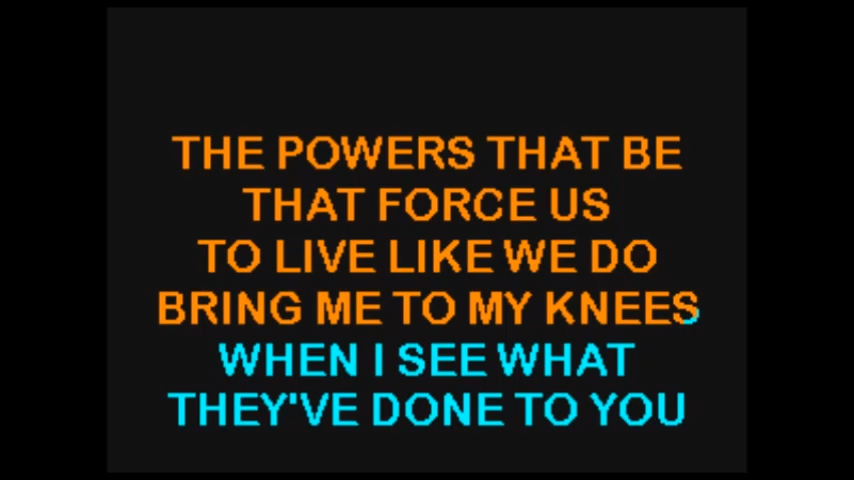 THE POWERS THAT BE
THAT FORCE US
TO LIVE LIKE WE DO
BRING ME TO MY KNEES
WHEN I SEE WHAT
THEY'VE DONE TO YOU